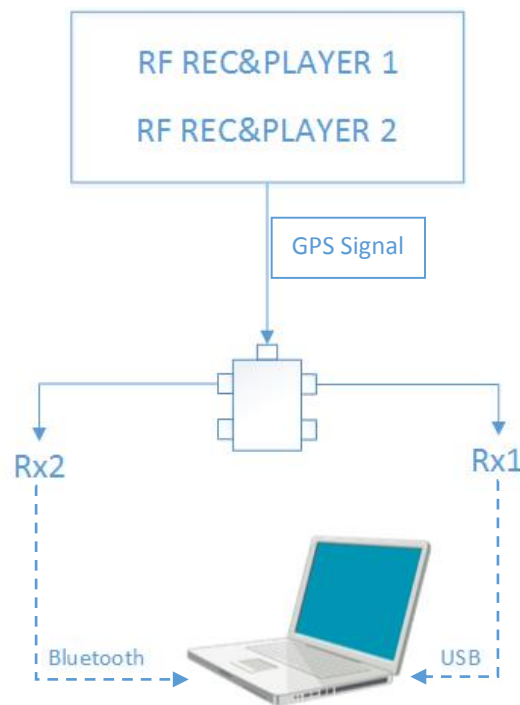 RF REC&PLAYER 1
RF REC&PLAYER 2
GPS Signal
Rx2
Rx1
Bluetooth
USB